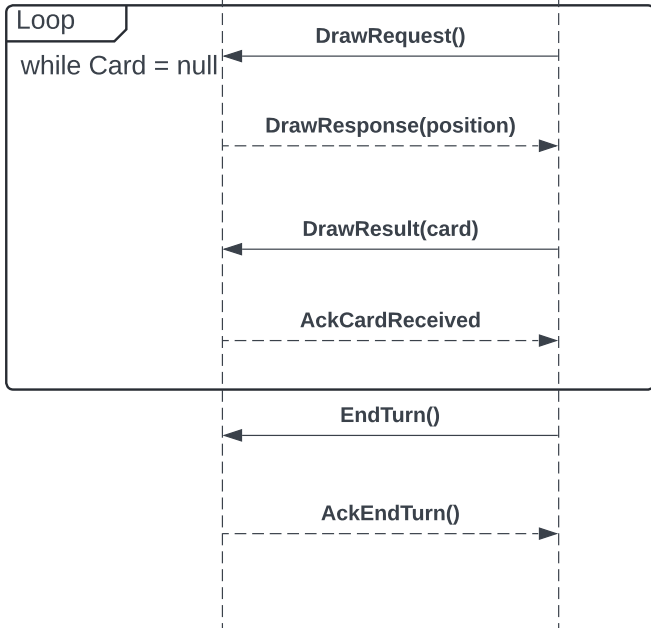 Loop
DrawRequest()
while Card = null
DrawResponse(position)
DrawResult(card)
AckCardReceived
EndTurn()
AckEndTurn()